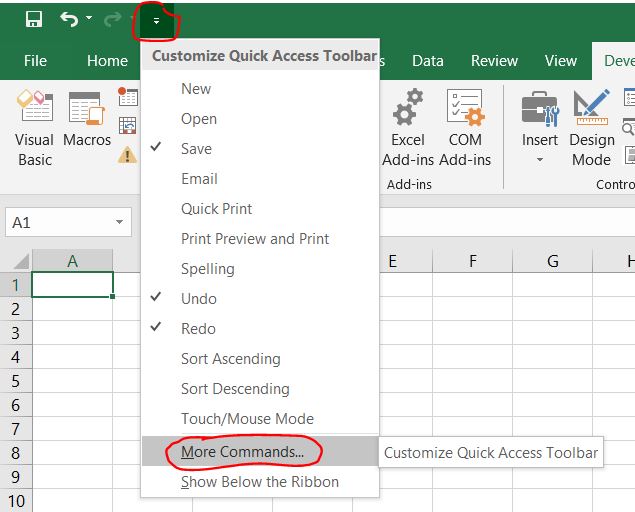 Customize Quick Access Toolbar
File Home s Data Review View Deve
New
Open
Save
Email
Quick Print
Print Preview and Print
Spelling
Undo
Redo
Sort Ascending
Sort Descending
Touch/Mouse Mode
More Commands...
Show Below the Ribbon
Customize Quick Access Toolbar
Visual
Basic
Macros
Excel
Add-ins
COM
Add-ins
Insert
Design
Mode
Add-ins
Contro
A1
A E F G H
1
2
3
4
5
6
7
8
9
10